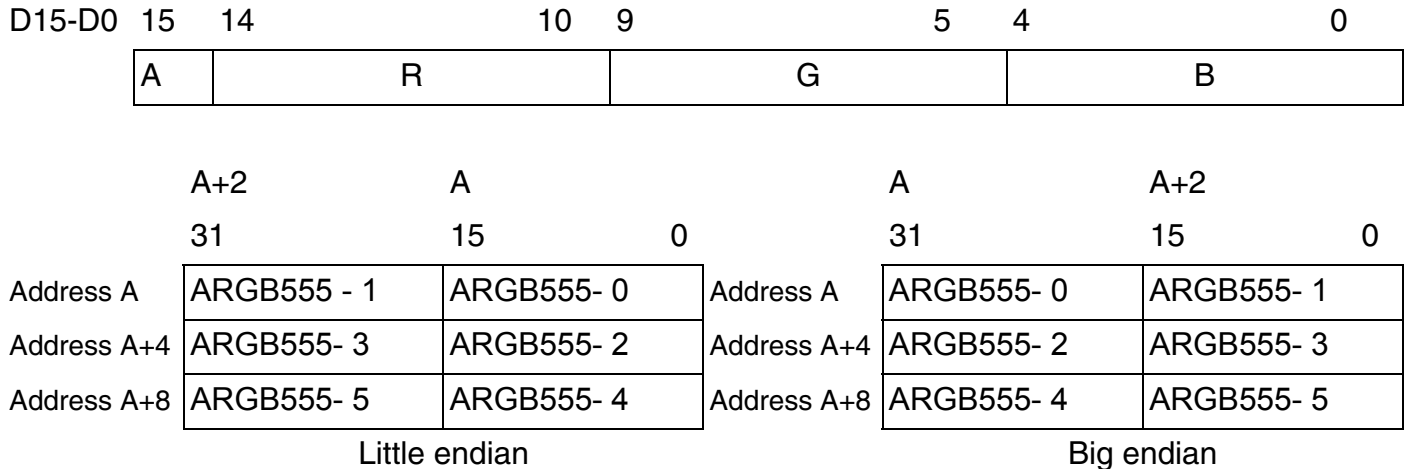 D15-D0 15 14 10 9 5 4 0
A R G B
A+2 A A A+2
31 15 0 31 15 0
Address A ARGB555 - 1 ARGB555- 0 Address A ARGB555- 0 ARGB555- 1
Address A+4 ARGB555- 3 ARGB555- 2 Address A+4 ARGB555- 2 ARGB555- 3
Address A+8 ARGB555- 5 ARGB555- 4 Address A+8 ARGB555- 4 ARGB555- 5
Little endian Big endian